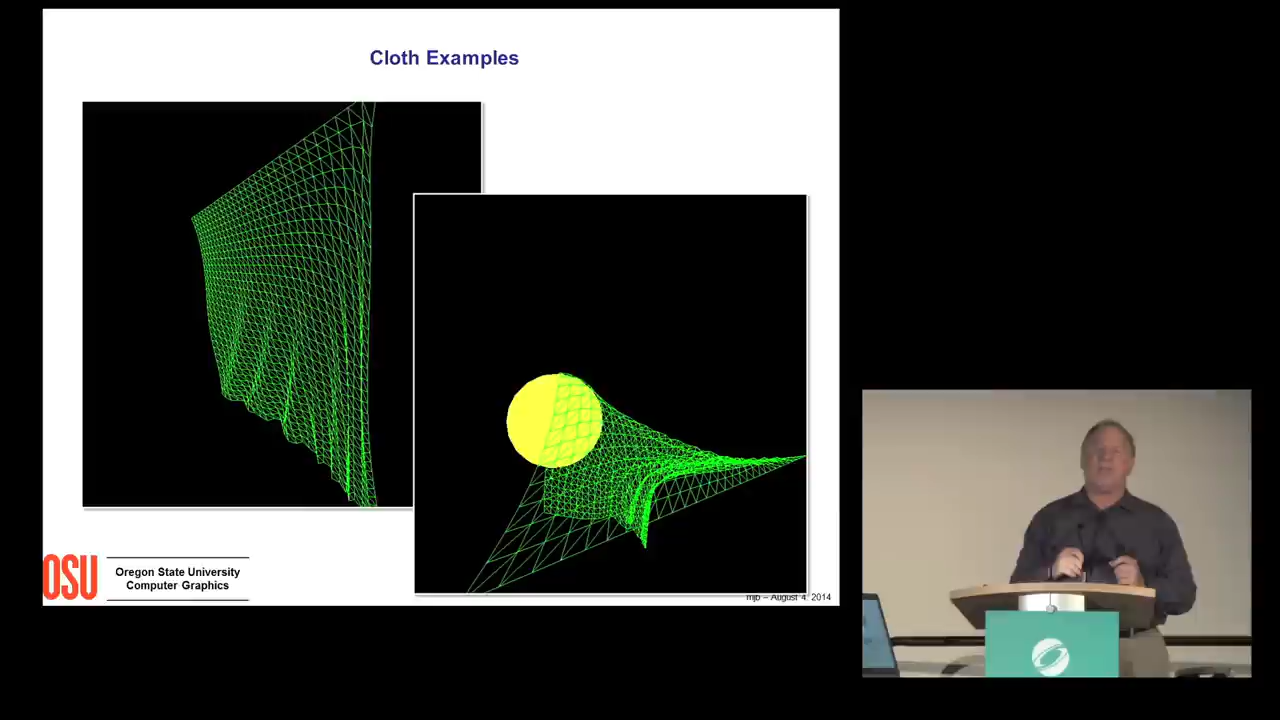 Cloth Examples
OSU
Oregon State University
Computer Graphics
mjb – August 4, 2014